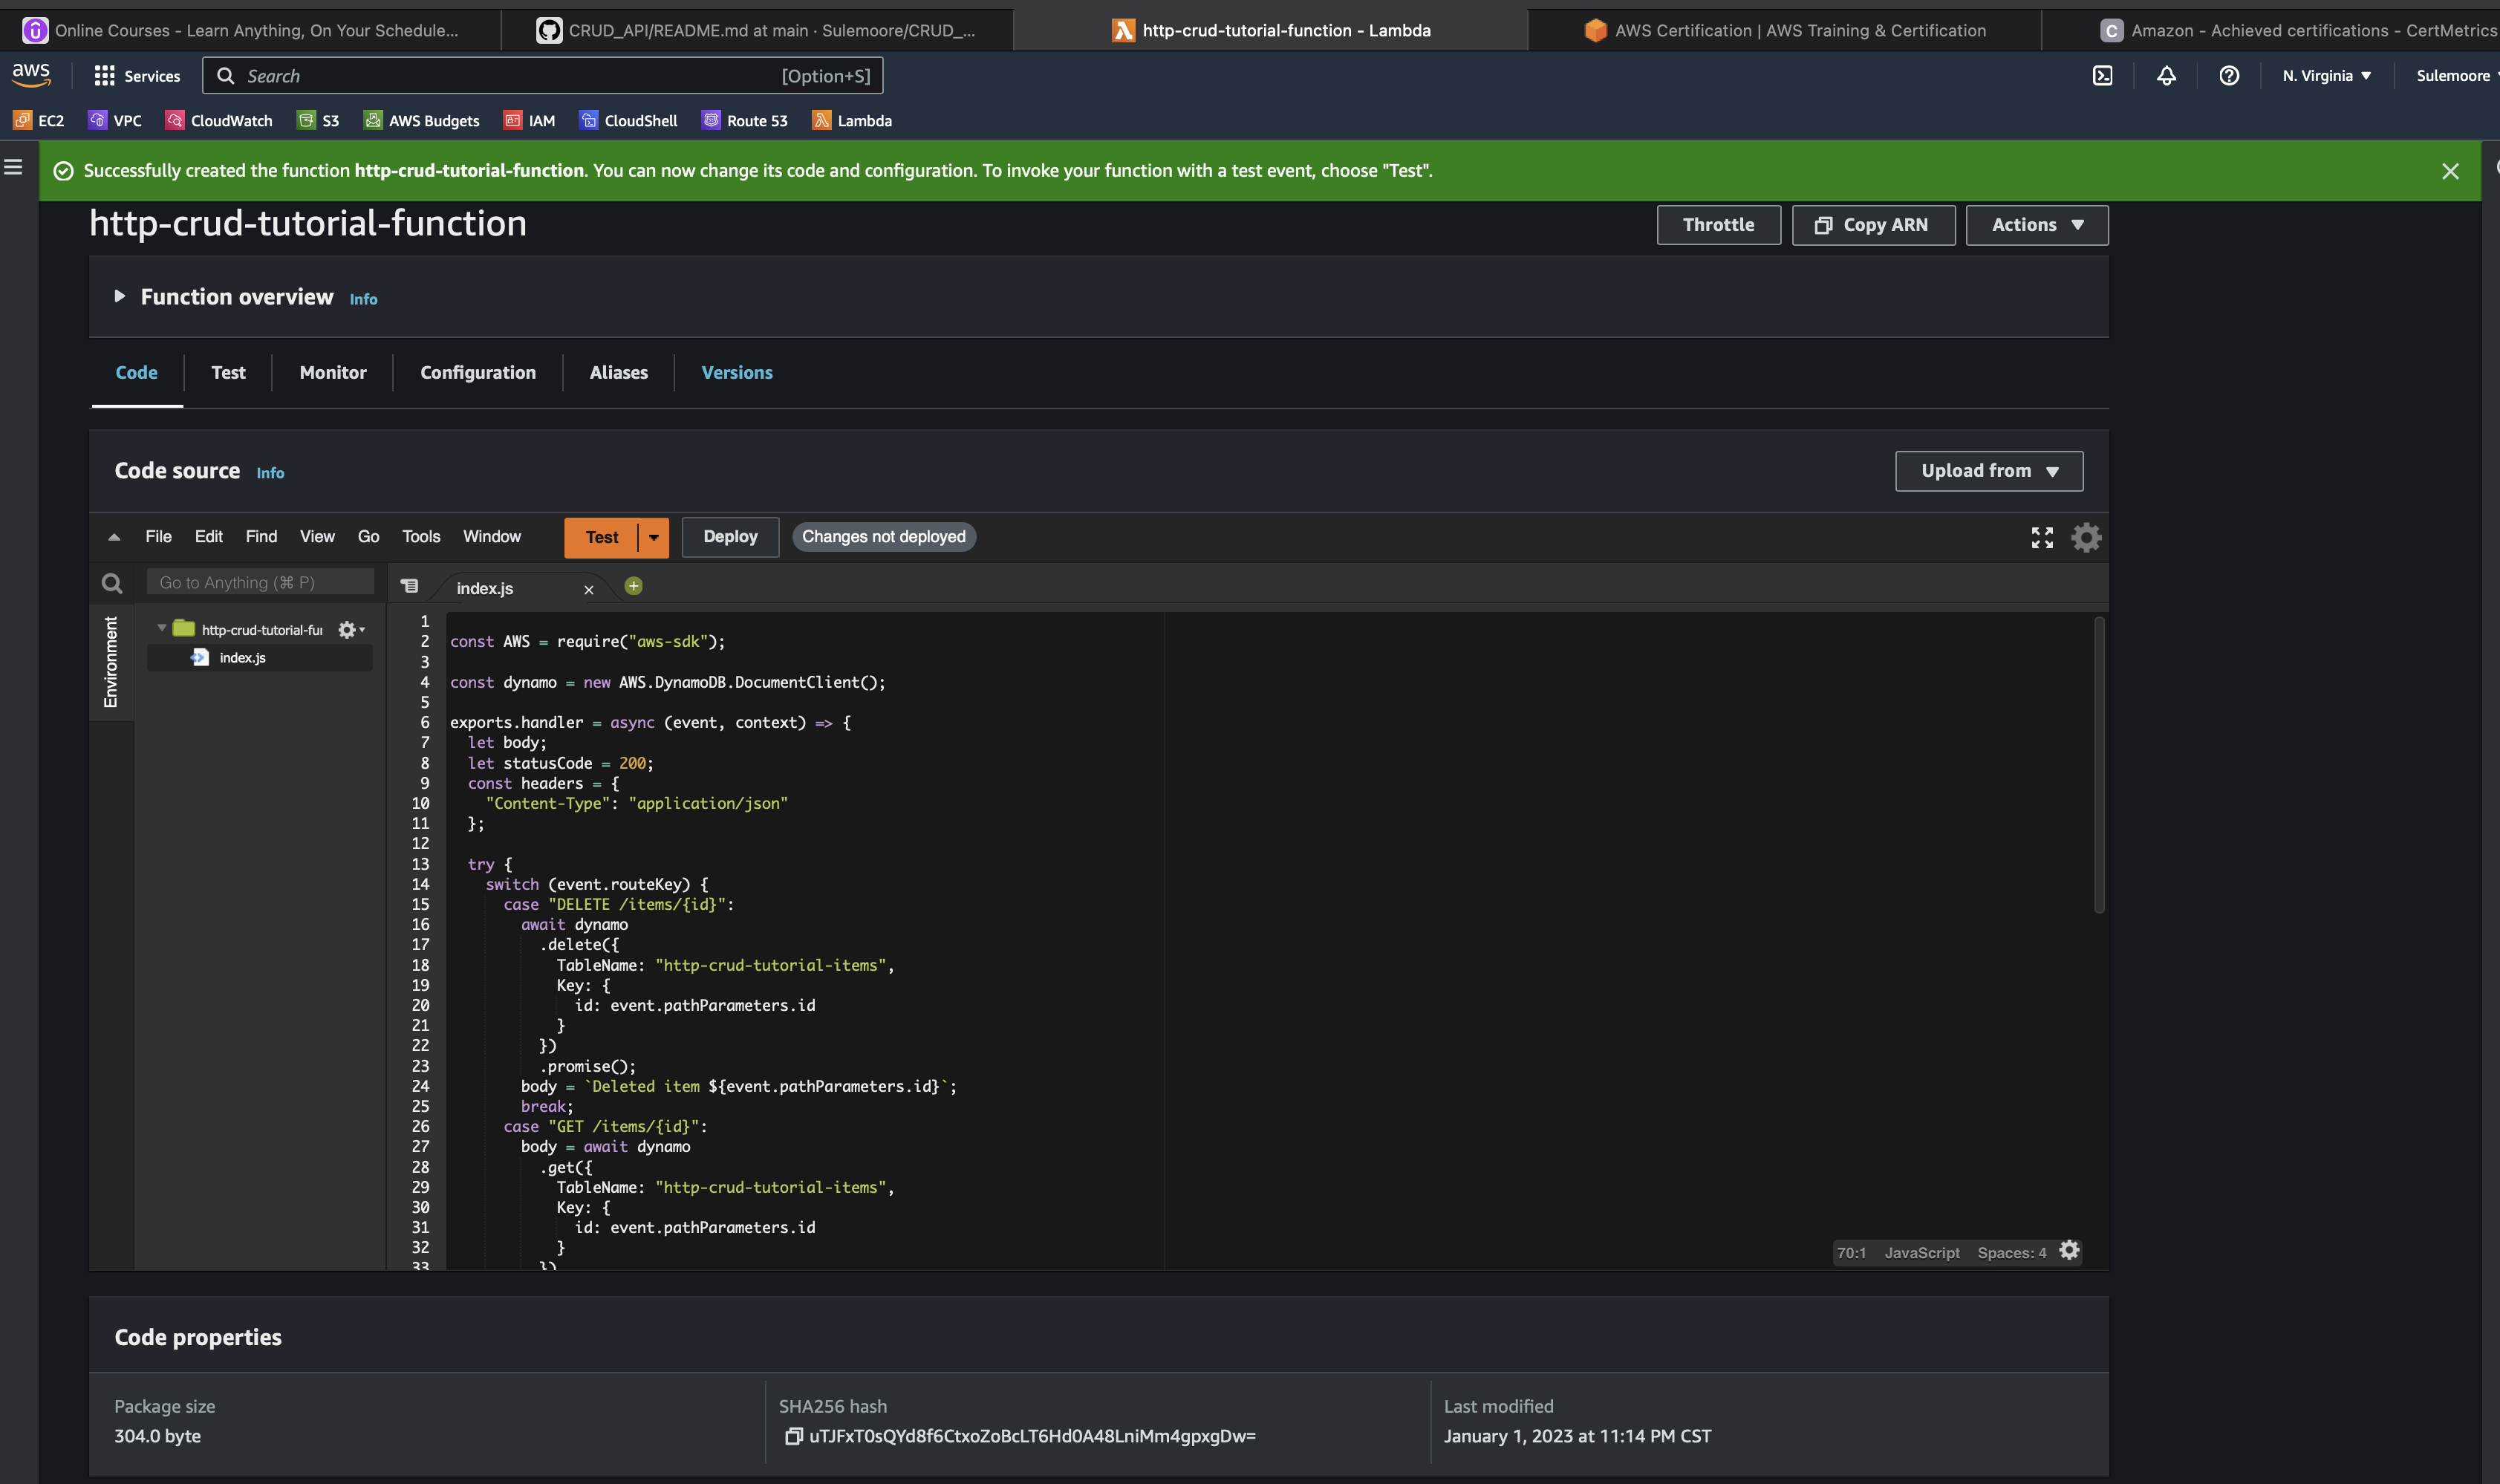 Online Courses - Learn Anything, On Your Schedule...
CRUD_API/README.md at main · Sulemoore/CRUD_...
http-crud-tutorial-function - Lambda
AWS Certification | AWS Training & Certification
C Amazon - Achieved certifications - CertMetrics
aws Services Search [Option+S] N. Virginia ▼ Sulemoore
EC2 VPC CloudWatch S3 AWS Budgets IAM CloudShell Route 53 Lambda
Successfully created the function http-crud-tutorial-function. You can now change its code and configuration. To invoke your function with a test event, choose "Test".
http-crud-tutorial-function
Throttle Copy ARN Actions ▼
Function overview Info
Code Test Monitor Configuration Aliases Versions
Code source Info
Upload from ▼
File Edit Find View Go Tools Window Test Deploy Changes not deployed
Go to Anything (⌘ P)
index.js
Environment
http-crud-tutorial-fu
index.js
1
2 const AWS = require("aws-sdk");
3
4 const dynamo = new AWS.DynamoDB.DocumentClient();
5
6 exports.handler = async (event, context) => {
7 let body;
8 let statusCode = 200;
9 const headers = {
10 "Content-Type": "application/json"
11 };
12
13 try {
14 switch (event.routeKey) {
15 case "DELETE /items/{id}":
16 await dynamo
17 .delete({
18 TableName: "http-crud-tutorial-items",
19 Key: {
20 id: event.pathParameters.id
21 }
22 })
23 .promise();
24 body = `Deleted item ${event.pathParameters.id}`;
25 break;
26 case "GET /items/{id}":
27 body = await dynamo
28 .get({
29 TableName: "http-crud-tutorial-items",
30 Key: {
31 id: event.pathParameters.id
32 }
33 })
70:1 JavaScript Spaces: 4
Code properties
Package size
304.0 byte
SHA256 hash
uTJFxT0sQYd8f6CtxoZoBcLT6Hd0A48LniMm4gpxgDw=
Last modified
January 1, 2023 at 11:14 PM CST